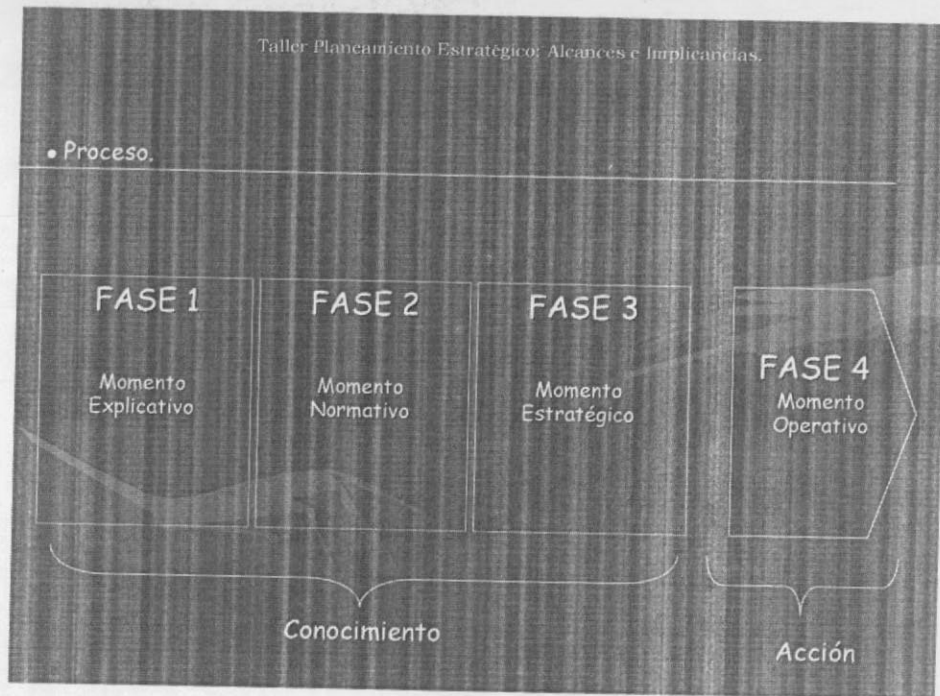 Taller Planeamiento Estratégico: Alcances e Implicancias.
• Proceso.
FASE 1
Momento
Explicativo
FASE 2
Momento
Normativo
FASE 3
Momento
Estratégico
FASE 4
Momento
Operativo
Conocimiento
Acción